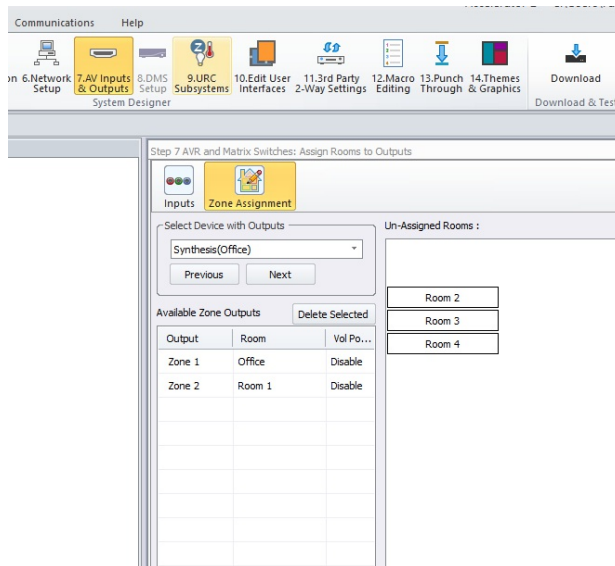 Communications Help
on 6.Network 7.AV Inputs 8.DMS 9.URC 10.Edit User 11.3rd Party 12.Macro 13.Punch 14.Themes Download
Setup & Outputs Setup Subsystems Interfaces 2-Way Settings Editing Through & Graphics
System Designer Download & Tes
Step 7 AVR and Matrix Switches: Assign Rooms to Outputs
Inputs Zone Assignment
Select Device with Outputs Un-Assigned Rooms :
Synthesis(Office)
Previous Next
Room 2
Available Zone Outputs Delete Selected
Room 3
Output Room Vol Po...
Room 4
Zone 1 Office Disable
Zone 2 Room 1 Disable